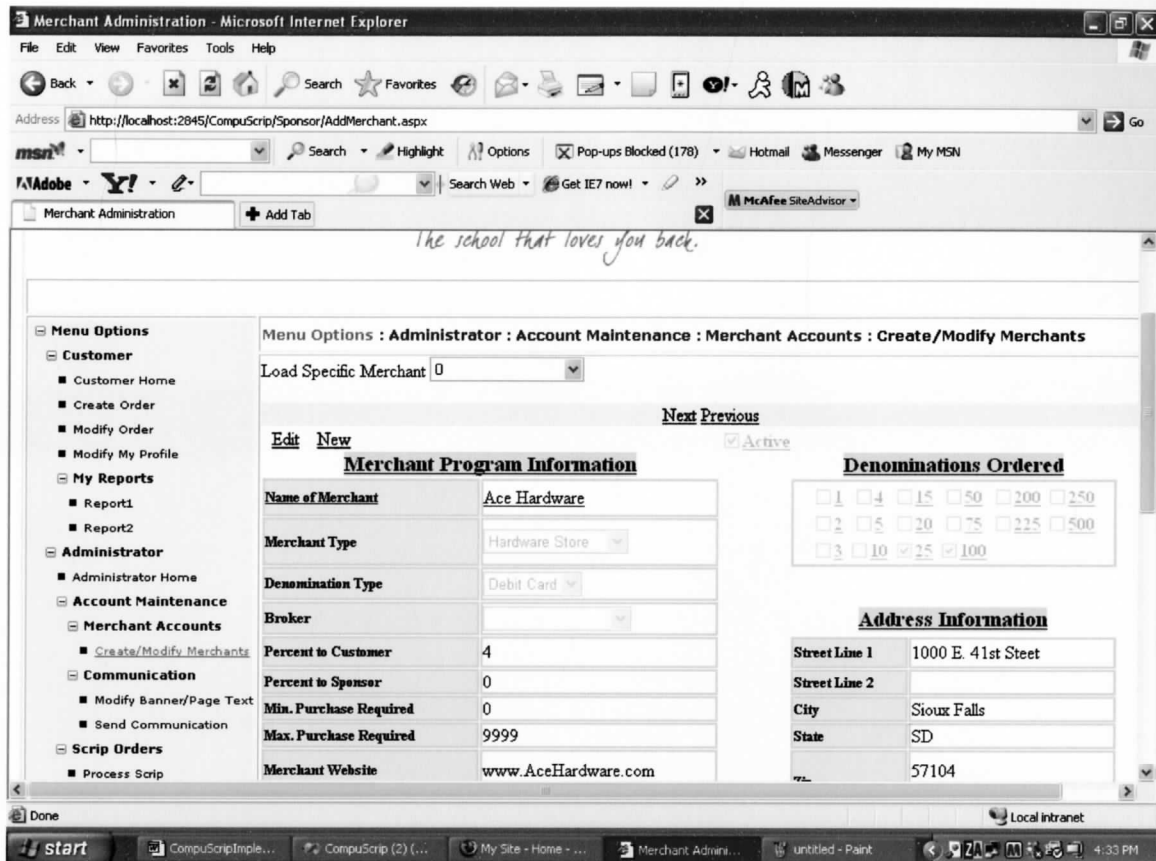 Merchant Administration - Microsoft Internet Explorer
File Edit View Favorites Tools Help
Back Search Favorites
Address http://localhost:2845/CompuScrip/Sponsor/AddMerchant.aspx Go
msn Search Highlight Options Pop-ups Blocked (178) Hotmail Messenger My MSN
Adobe Y! Search Web Get IE7 now! » McAfee SiteAdvisor
Merchant Administration Add Tab
The school that loves you back.
Menu Options
Customer
Customer Home
Create Order
Modify Order
Modify My Profile
My Reports
Report1
Report2
Administrator
Administrator Home
Account Maintenance
Merchant Accounts
Create/Modify Merchants
Communication
Modify Banner/Page Text
Send Communication
Scrip Orders
Process Scrip
Menu Options : Administrator : Account Maintenance : Merchant Accounts : Create/Modify Merchants
Load Specific Merchant 0
Next Previous
Edit New Active
Merchant Program Information
Name of Merchant Ace Hardware
Merchant Type Hardware Store
Denomination Type Debit Card
Broker
Percent to Customer 4
Percent to Sponsor 0
Min. Purchase Required 0
Max. Purchase Required 9999
Merchant Website www.AceHardware.com
Denominations Ordered
1 4 15 50 200 250
2 5 20 75 225 500
3 10 25 100
Address Information
Street Line 1 1000 E. 41st Steet
Street Line 2
City Sioux Falls
State SD
57104
Done Local intranet
start CompuScripImple... CompuScrip (2) (... My Site - Home - ... Merchant Admini... untitled - Paint 4:33 PM